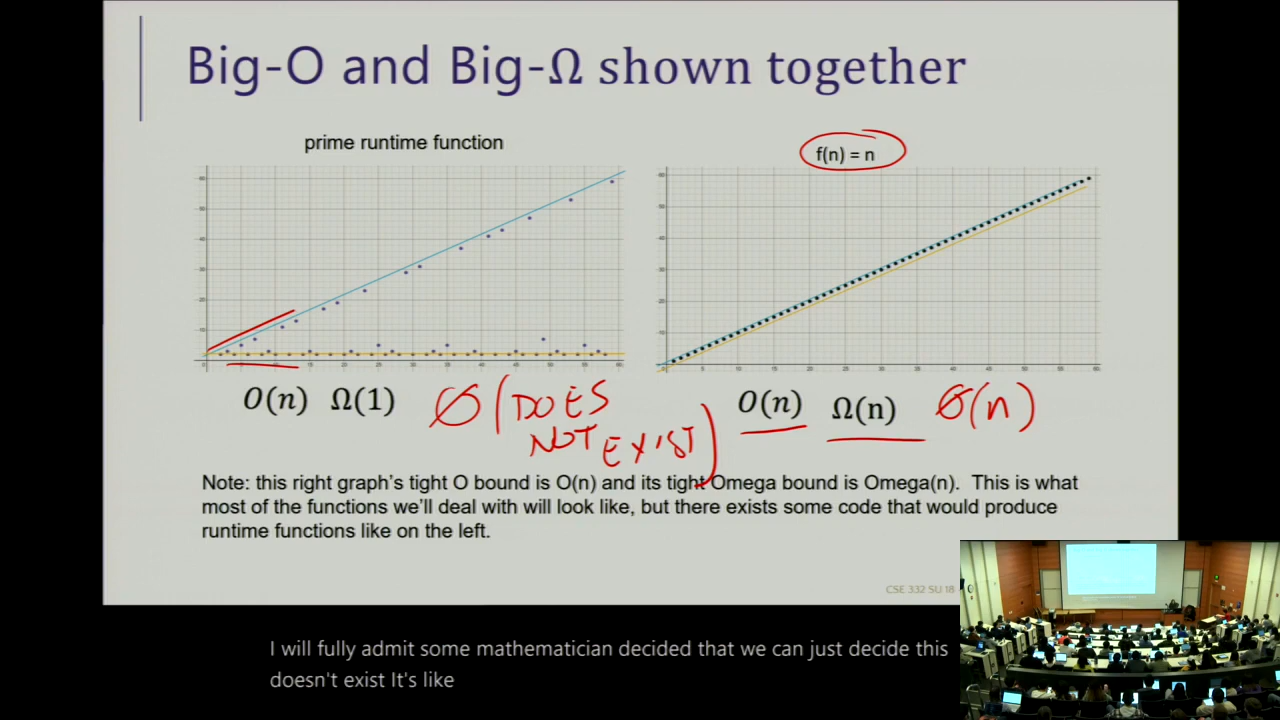 Big-O and Big-Ω shown together
prime runtime function
f(n) = n
O(n) Ω(1) Θ (DOES
NOT EXIST)
O(n) Ω(n) Θ(n)
Note: this right graph's tight O bound is O(n) and its tight Omega bound is Omega(n). This is what
most of the functions we'll deal with will look like, but there exists some code that would produce
runtime functions like on the left.
CSE 332 SU 18
I will fully admit some mathematician decided that we can just decide this
doesn't exist It's like